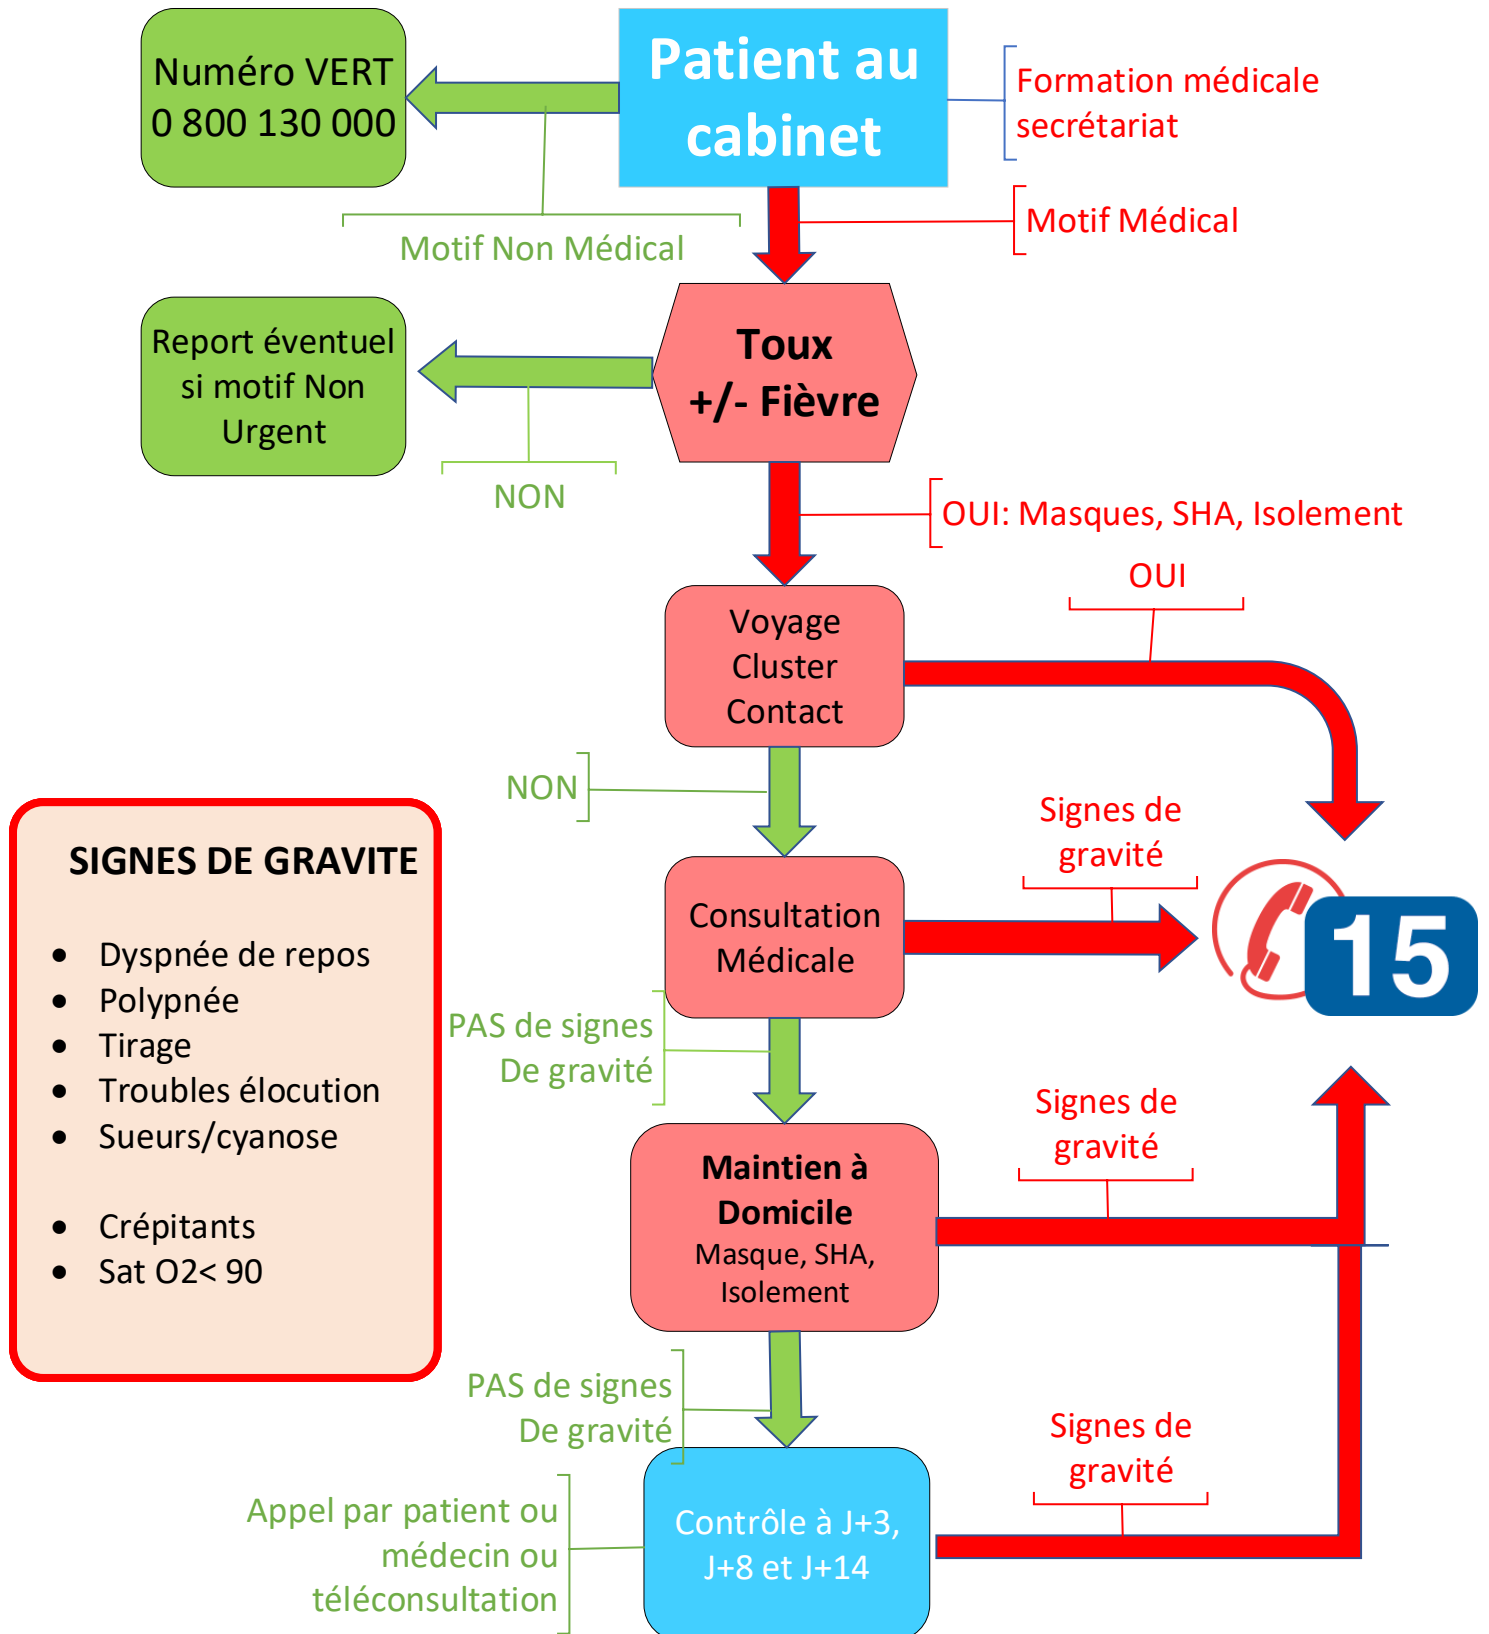 Numéro VERT
0 800 130 000
Patient au
cabinet
Formation médicale
secrétariat
Motif Non Médical
Motif Médical
Report éventuel
si motif Non
Urgent
Toux
+/- Fièvre
NON
OUI: Masques, SHA, Isolement
OUI
Voyage
Cluster
Contact
NON
Signes de
gravité
SIGNES DE GRAVITE
• Dyspnée de repos
• Polypnée
• Tirage
• Troubles élocution
• Sueurs/cyanose
• Crépitants
• Sat O2< 90
Consultation
Médicale
15
PAS de signes
De gravité
Signes de
gravité
Maintien à
Domicile
Masque, SHA,
Isolement
PAS de signes
De gravité
Signes de
gravité
Appel par patient ou
médecin ou
téléconsultation
Contrôle à J+3,
J+8 et J+14